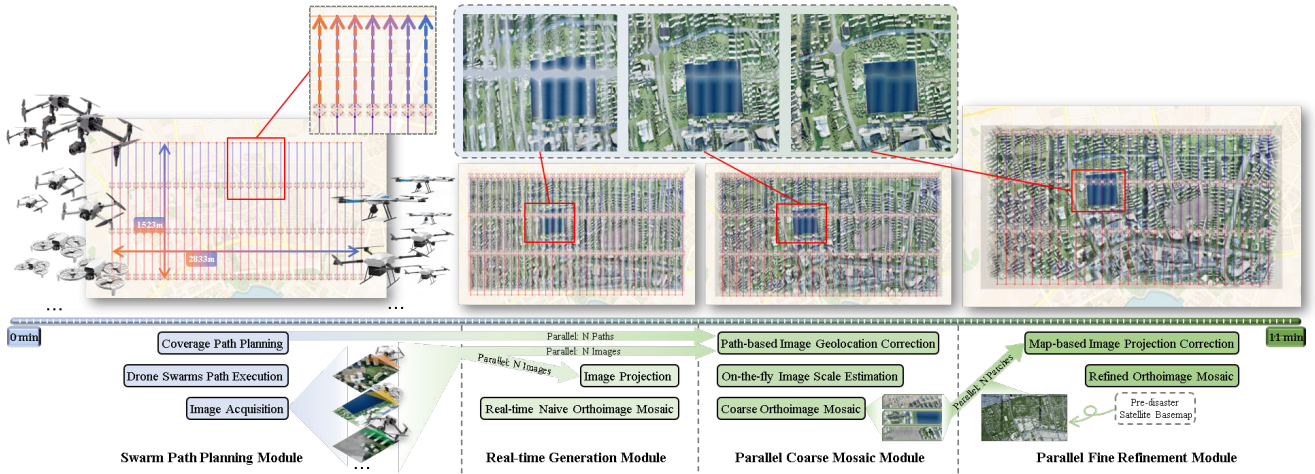 1523m
2833m
...
...
0 min
11 min
Coverage Path Planning
Drone Swarms Path Execution
Image Acquisition
...
Swarm Path Planning Module
Parallel: N Paths
Parallel: N Images
Parallel: N Images
Image Projection
Real-time Naive Orthoimage Mosaic
Real-time Generation Module
Path-based Image Geolocation Correction
On-the-fly Image Scale Estimation
Coarse Orthoimage Mosaic
Parallel Coarse Mosaic Module
Parallel: N Patches
Map-based Image Projection Correction
Refined Orthoimage Mosaic
Pre-disaster
Satellite Basemap
Parallel Fine Refinement Module